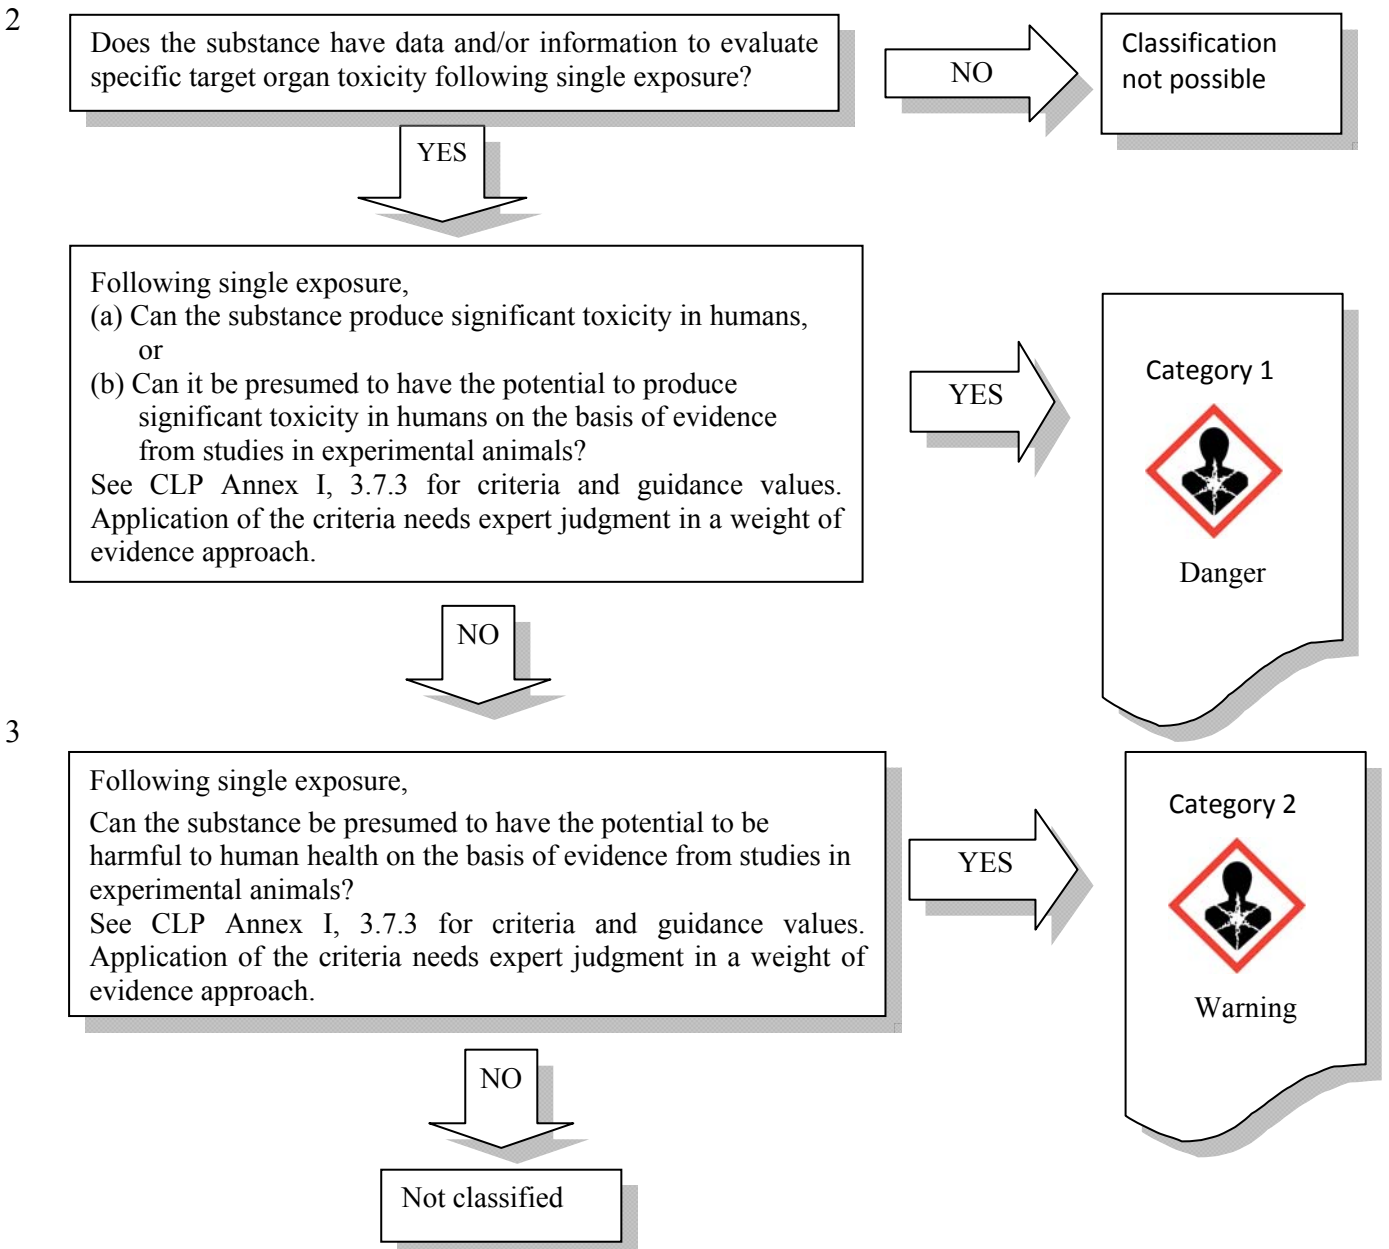 2
Does the substance have data and/or information to evaluate
specific target organ toxicity following single exposure?
NO
Classification
not possible
YES
Following single exposure,
(a) Can the substance produce significant toxicity in humans,
or
(b) Can it be presumed to have the potential to produce
significant toxicity in humans on the basis of evidence
from studies in experimental animals?
See CLP Annex I, 3.7.3 for criteria and guidance values.
Application of the criteria needs expert judgment in a weight of
evidence approach.
YES
Category 1
Danger
NO
3
Following single exposure,
Can the substance be presumed to have the potential to be
harmful to human health on the basis of evidence from studies in
experimental animals?
See CLP Annex I, 3.7.3 for criteria and guidance values.
Application of the criteria needs expert judgment in a weight of
evidence approach.
YES
Category 2
Warning
NO
Not classified